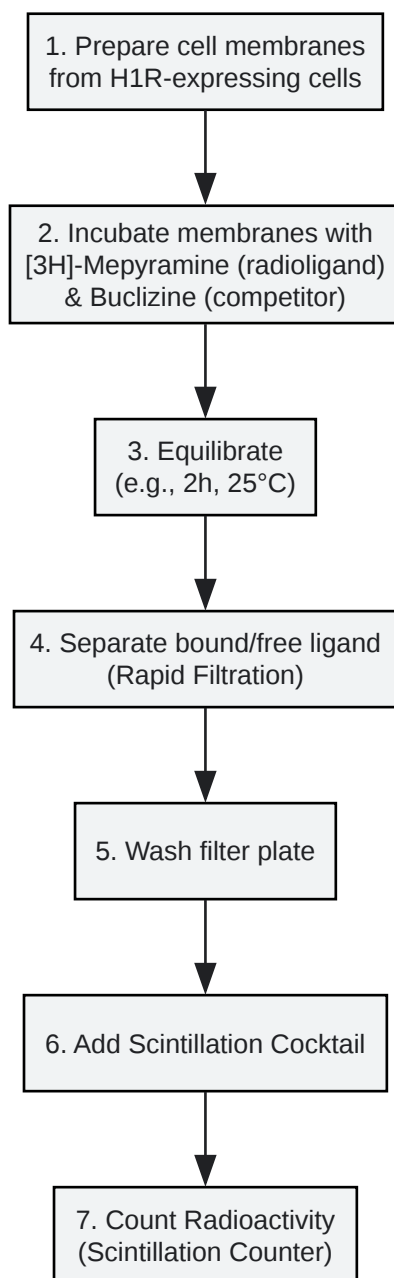 1. Prepare cell membranes
from H1R-expressing cells
2. Incubate membranes with
[3H]-Mepyramine (radioligand)
& Buclizine (competitor)
3. Equilibrate
(e.g., 2h, 25°C)
4. Separate bound/free ligand
(Rapid Filtration)
5. Wash filter plate
6. Add Scintillation Cocktail
7. Count Radioactivity
(Scintillation Counter)